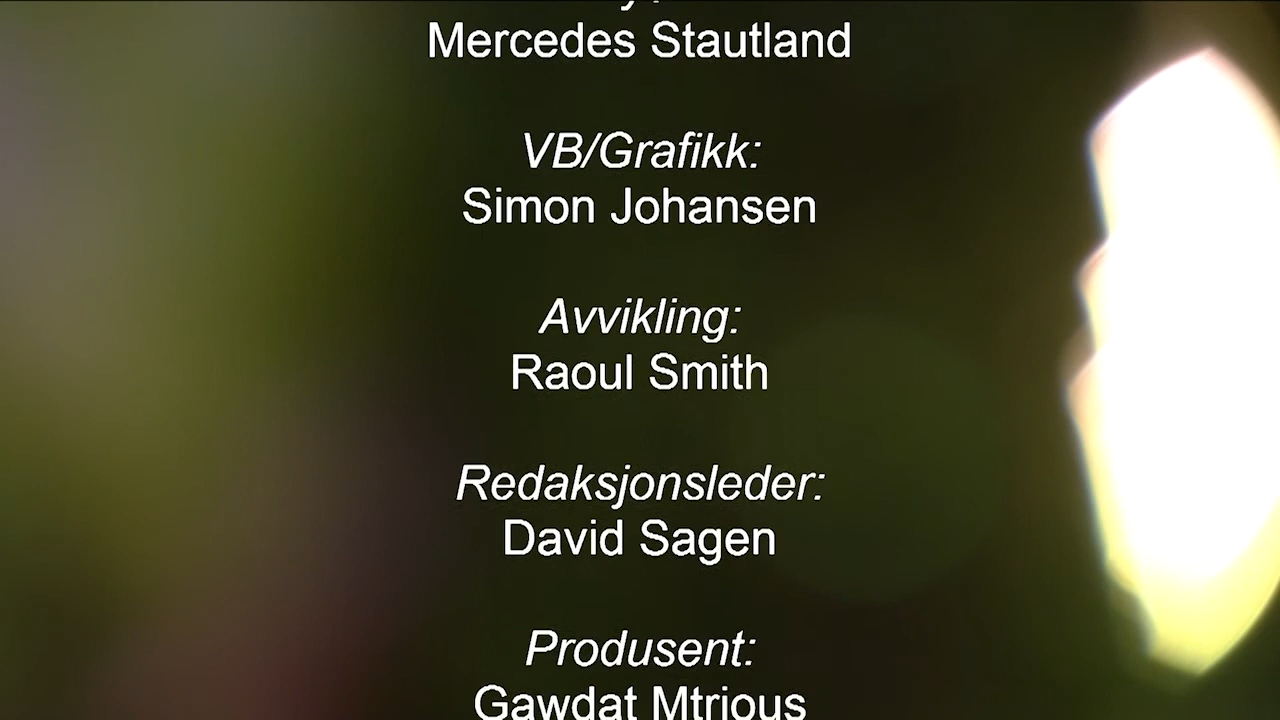 Mercedes Stautland
VB/Grafikk:
Simon Johansen
Avvikling:
Raoul Smith
Redaksjonsleder:
David Sagen
Produsent:
Gawdat Mtrious